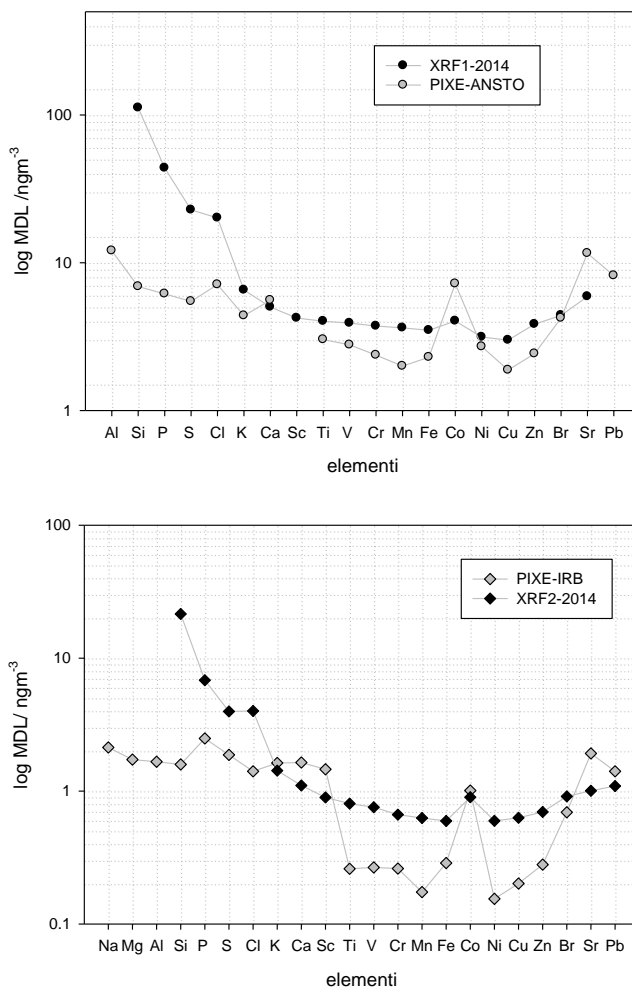 XRF1-2014
PIXE-ANSTO
log MDL /ngm-3
100
10
1
Al Si P S Cl K Ca Sc Ti V Cr Mn Fe Co Ni Cu Zn Br Sr Pb
elementi
PIXE-IRB
XRF2-2014
log MDL/ ngm-3
100
10
1
0.1
Na Mg Al Si P S Cl K Ca Sc Ti V Cr Mn Fe Co Ni Cu Zn Br Sr Pb
elementi